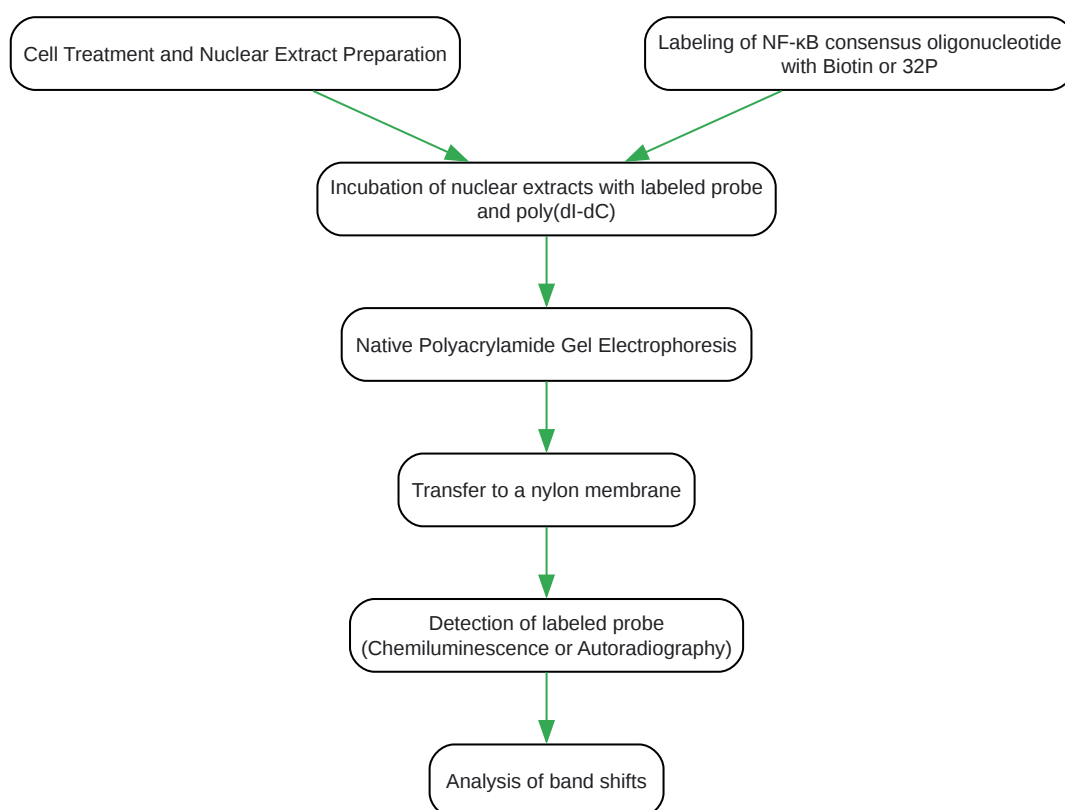 Cell Treatment and Nuclear Extract Preparation
Labeling of NF-κB consensus oligonucleotide
with Biotin or 32P
Incubation of nuclear extracts with labeled probe
and poly(dI-dC)
Native Polyacrylamide Gel Electrophoresis
Transfer to a nylon membrane
Detection of labeled probe
(Chemiluminescence or Autoradiography)
Analysis of band shifts